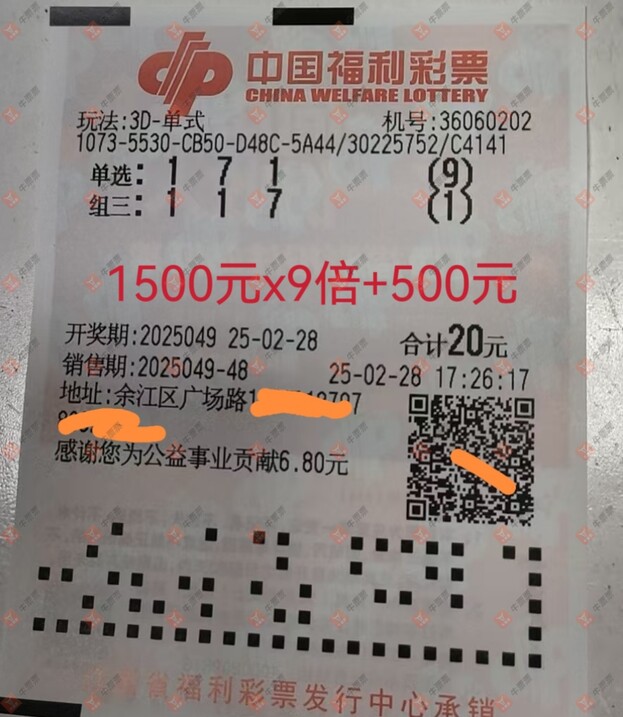 中国福利彩票
CHINA WELFARE LOTTERY
玩法:3D-单式 机号:36060202
1073-5530-CB50-D48C-5A44/30225752/C4141
单选: 1 7 1 (9)
组三: 1 1 7 (1)
1500元x9倍+500元
开奖期:2025049 25-02-28 合计20元
销售期:2025049-48 25-02-28 17:26:17
地址:余江区广场路1
感谢您为公益事业贡献6.80元
省福利彩票发行中心承销